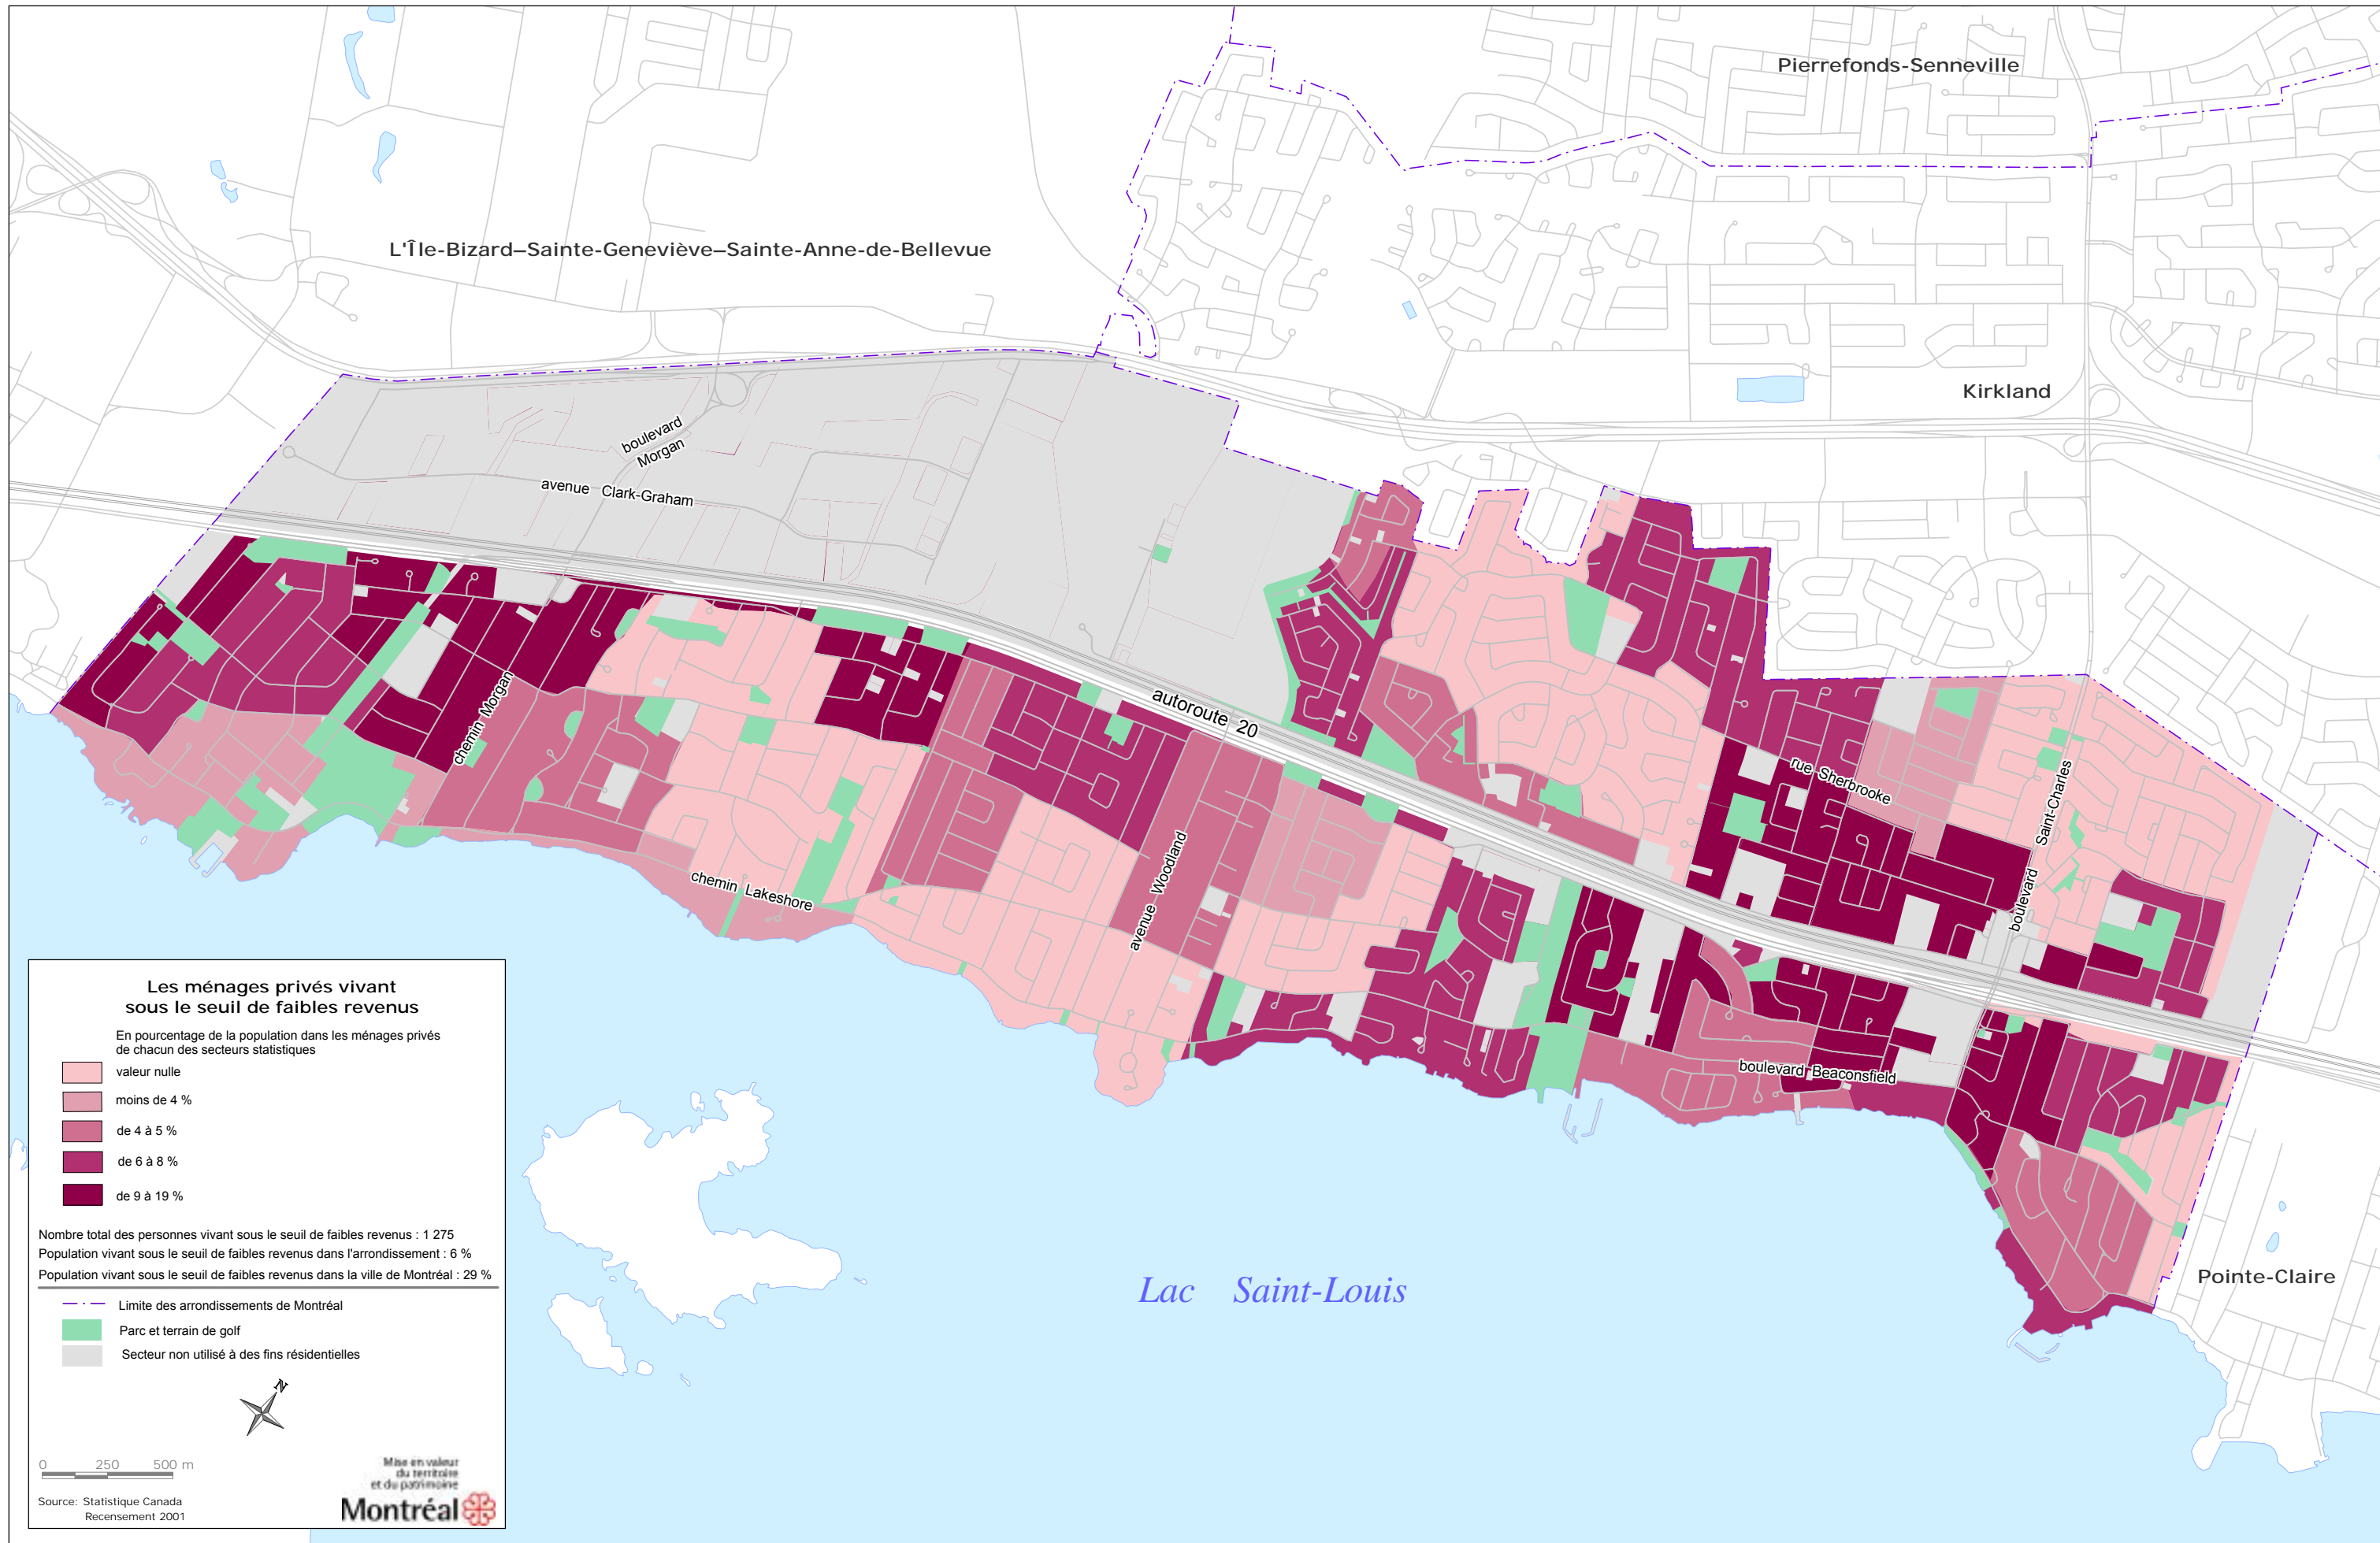 Pierrefonds-Senneville
L'Île-Bizard–Sainte-Geneviève–Sainte-Anne-de-Bellevue
Kirkland
boulevard
Morgan
avenue Clark-Graham
chemin Morgan
autoroute 20
rue Sherbrooke
boulevard Saint-Charles
avenue Woodland
chemin Lakeshore
boulevard Beaconsfield
Lac Saint-Louis
Pointe-Claire
Les ménages privés vivant
sous le seuil de faibles revenus
En pourcentage de la population dans les ménages privés
de chacun des secteurs statistiques
valeur nulle
moins de 4 %
de 4 à 5 %
de 6 à 8 %
de 9 à 19 %
Nombre total des personnes vivant sous le seuil de faibles revenus : 1 275
Population vivant sous le seuil de faibles revenus dans l'arrondissement : 6 %
Population vivant sous le seuil de faibles revenus dans la ville de Montréal : 29 %
Limite des arrondissements de Montréal
Parc et terrain de golf
Secteur non utilisé à des fins résidentielles
N
0 250 500 m
Source: Statistique Canada
Recensement 2001
Mise en valeur
du territoire
et du patrimoine
Montréal